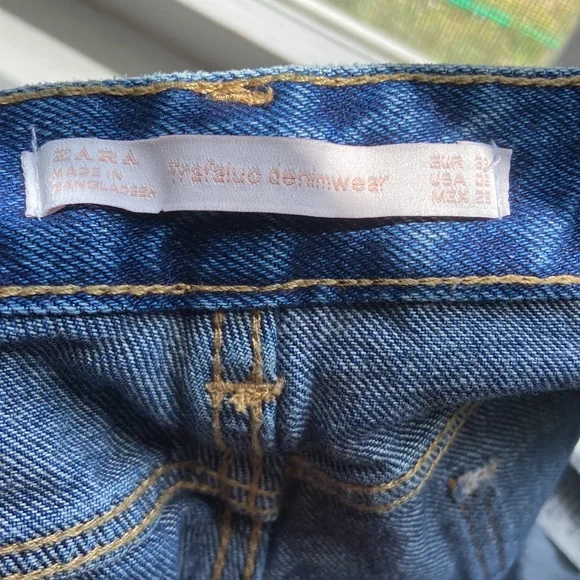 ZARA
MADE IN
BANGLADESH
Trafaluc denimwear
EUR
USA
MEX